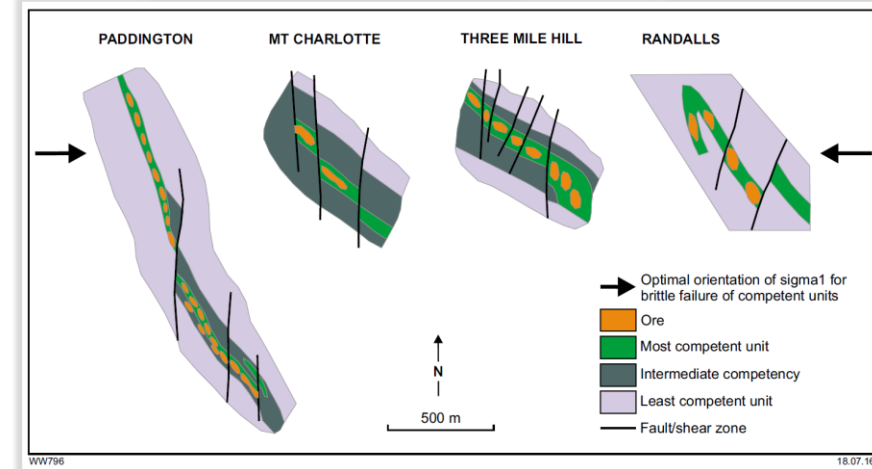 PADDINGTON
MT CHARLOTTE
THREE MILE HILL
RANDALLS
Optimal orientation of sigma1 for
brittle failure of competent units
Ore
Most competent unit
Intermediate competency
Least competent unit
Fault/shear zone
N
500 m
WW796
18.07.16